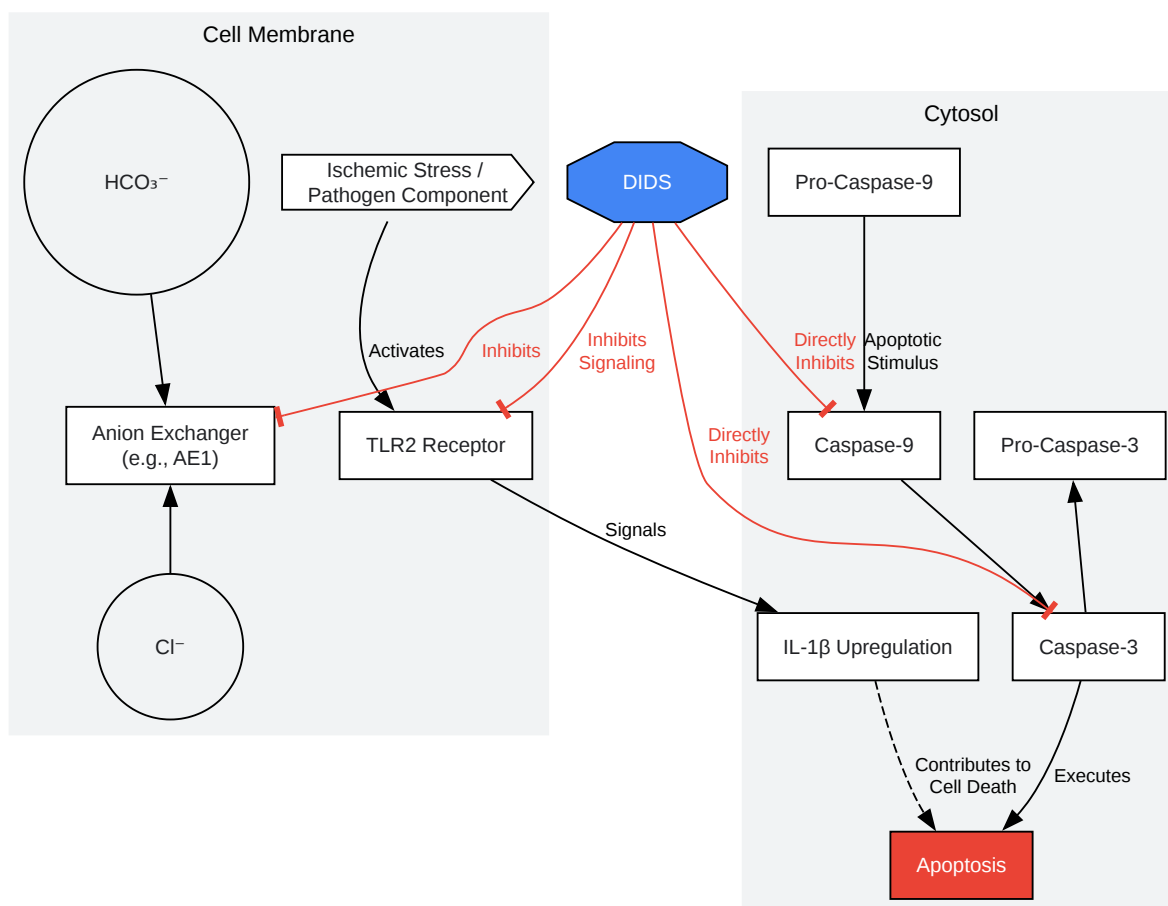 Cell Membrane
Cytosol
HCO₃⁻
Ischemic Stress /
Pathogen Component
DIDS
Pro-Caspase-9
Activates
Inhibits
Inhibits
Signaling
Directly
Inhibits
Apoptotic
Stimulus
Anion Exchanger
(e.g., AE1)
TLR2 Receptor
Directly
Inhibits
Caspase-9
Pro-Caspase-3
Signals
Cl⁻
IL-1β Upregulation
Caspase-3
Contributes to
Cell Death
Executes
Apoptosis